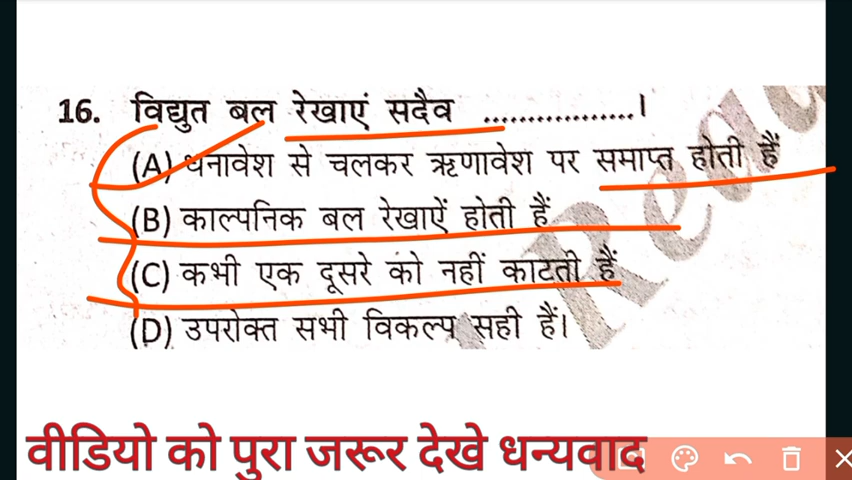 16. विद्युत बल रेखाएं सदैव ..................।
(A) धनावेश से चलकर ऋणावेश पर समाप्त होती हैं
(B) काल्पनिक बल रेखाऐं होती हैं
(C) कभी एक दूसरे को नहीं काटती हैं
(D) उपरोक्त सभी विकल्प सही हैं।
वीडियो को पुरा जरूर देखे धन्यवाद